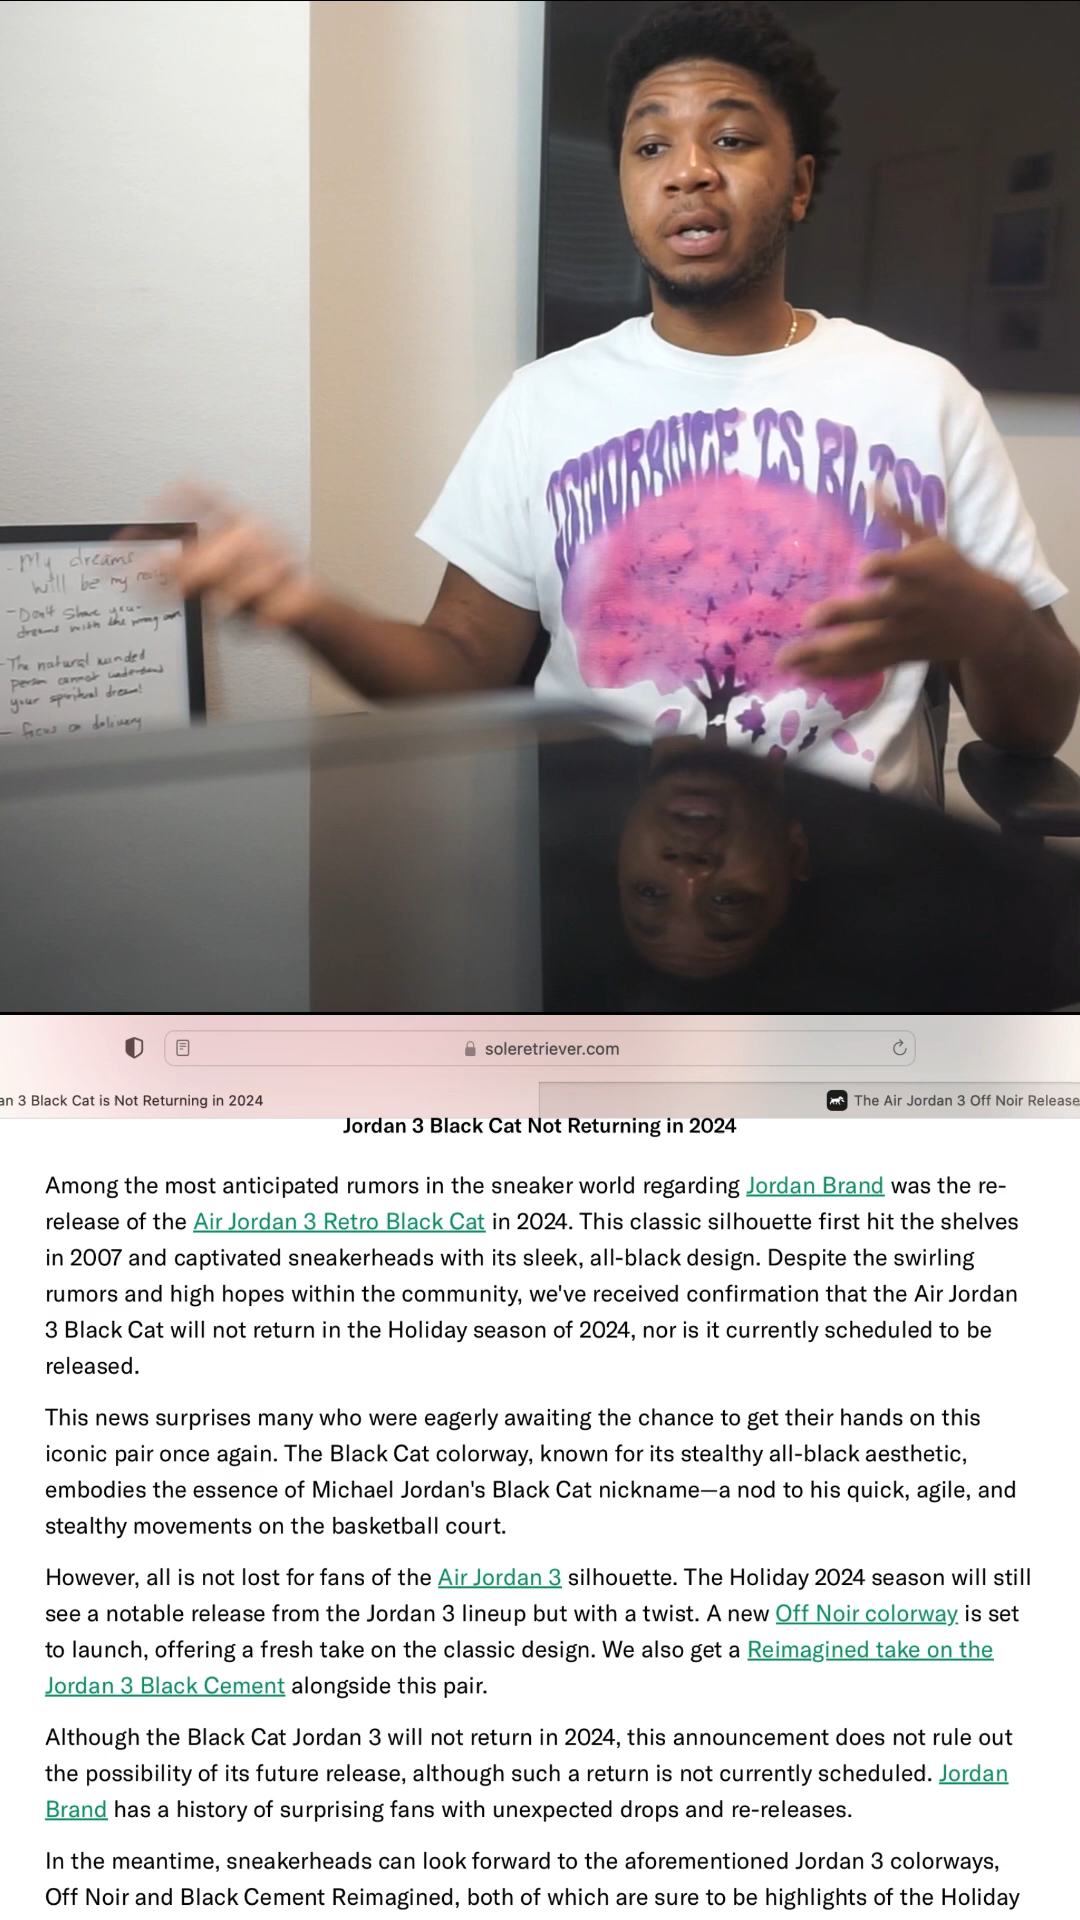 IGNORANCE IS BLISS
- My dreams
will be my
- Don't share your
dreams with the wrong
- The natural minded
person cannot understand
your spiritual dream!
- focus on delivery
soleretriever.com
an 3 Black Cat is Not Returning in 2024
The Air Jordan 3 Off Noir Release
Jordan 3 Black Cat Not Returning in 2024
Among the most anticipated rumors in the sneaker world regarding Jordan Brand was the re-
release of the Air Jordan 3 Retro Black Cat in 2024. This classic silhouette first hit the shelves
in 2007 and captivated sneakerheads with its sleek, all-black design. Despite the swirling
rumors and high hopes within the community, we've received confirmation that the Air Jordan
3 Black Cat will not return in the Holiday season of 2024, nor is it currently scheduled to be
released.
This news surprises many who were eagerly awaiting the chance to get their hands on this
iconic pair once again. The Black Cat colorway, known for its stealthy all-black aesthetic,
embodies the essence of Michael Jordan's Black Cat nickname—a nod to his quick, agile, and
stealthy movements on the basketball court.
However, all is not lost for fans of the Air Jordan 3 silhouette. The Holiday 2024 season will still
see a notable release from the Jordan 3 lineup but with a twist. A new Off Noir colorway is set
to launch, offering a fresh take on the classic design. We also get a Reimagined take on the
Jordan 3 Black Cement alongside this pair.
Although the Black Cat Jordan 3 will not return in 2024, this announcement does not rule out
the possibility of its future release, although such a return is not currently scheduled. Jordan
Brand has a history of surprising fans with unexpected drops and re-releases.
In the meantime, sneakerheads can look forward to the aforementioned Jordan 3 colorways,
Off Noir and Black Cement Reimagined, both of which are sure to be highlights of the Holiday